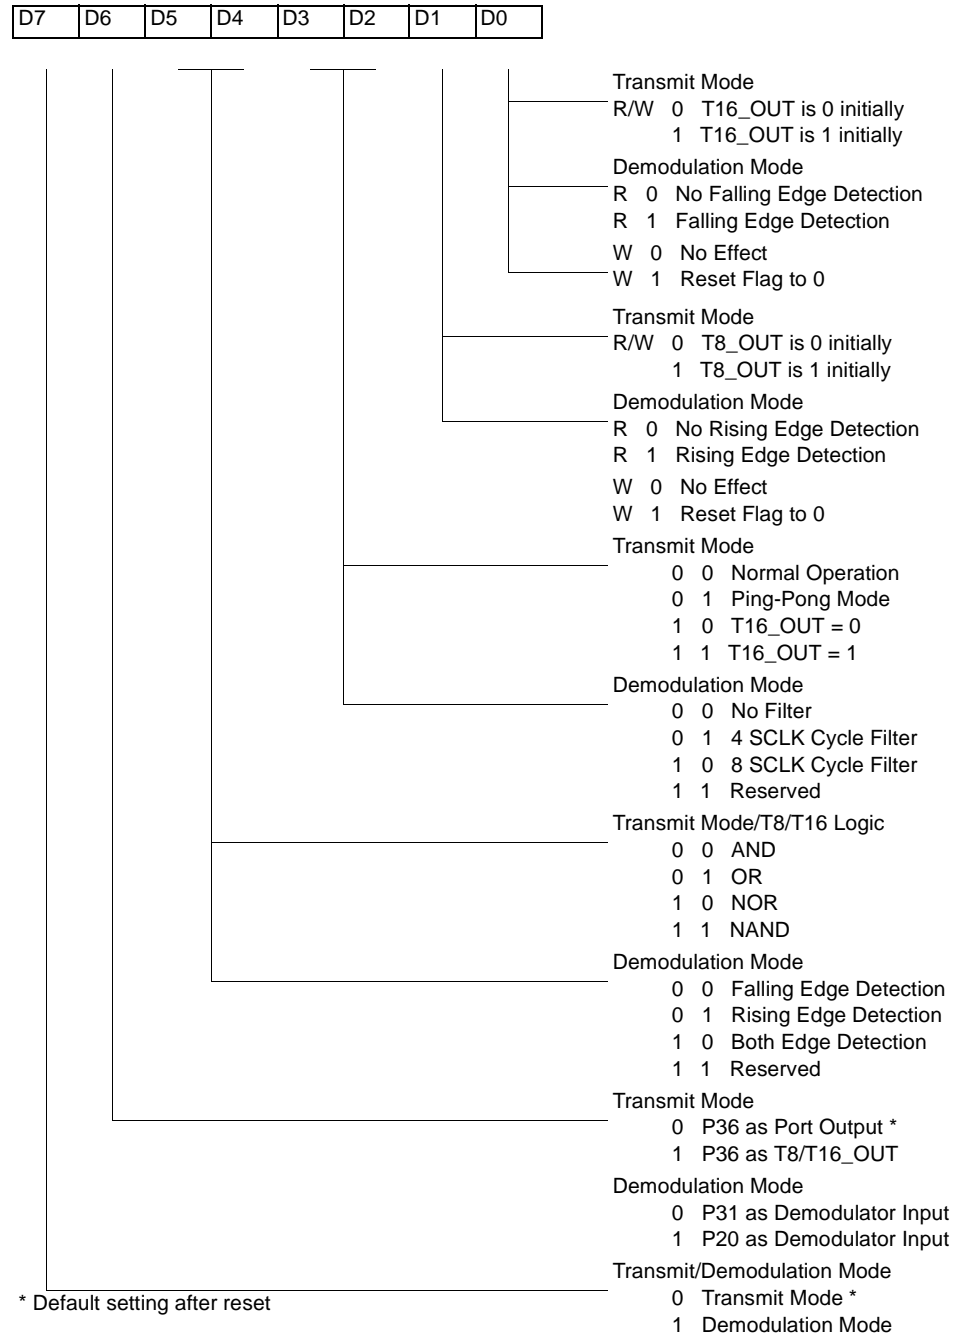 D7 D6 D5 D4 D3 D2 D1 D0
Transmit Mode
R/W 0 T16_OUT is 0 initially
1 T16_OUT is 1 initially
Demodulation Mode
R 0 No Falling Edge Detection
R 1 Falling Edge Detection
W 0 No Effect
W 1 Reset Flag to 0
Transmit Mode
R/W 0 T8_OUT is 0 initially
1 T8_OUT is 1 initially
Demodulation Mode
R 0 No Rising Edge Detection
R 1 Rising Edge Detection
W 0 No Effect
W 1 Reset Flag to 0
Transmit Mode
0 0 Normal Operation
0 1 Ping-Pong Mode
1 0 T16_OUT = 0
1 1 T16_OUT = 1
Demodulation Mode
0 0 No Filter
0 1 4 SCLK Cycle Filter
1 0 8 SCLK Cycle Filter
1 1 Reserved
Transmit Mode/T8/T16 Logic
0 0 AND
0 1 OR
1 0 NOR
1 1 NAND
Demodulation Mode
0 0 Falling Edge Detection
0 1 Rising Edge Detection
1 0 Both Edge Detection
1 1 Reserved
Transmit Mode
0 P36 as Port Output *
1 P36 as T8/T16_OUT
Demodulation Mode
0 P31 as Demodulator Input
1 P20 as Demodulator Input
Transmit/Demodulation Mode
0 Transmit Mode *
1 Demodulation Mode
* Default setting after reset